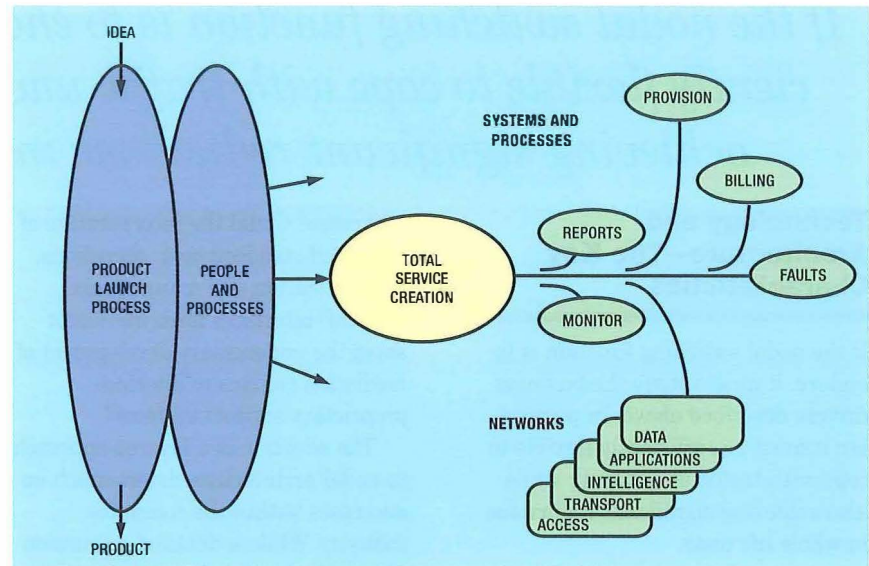 IDEA
PRODUCT
LAUNCH
PROCESS
PEOPLE
AND
PROCESSES
PRODUCT
TOTAL
SERVICE
CREATION
SYSTEMS AND
PROCESSES
PROVISION
BILLING
REPORTS
FAULTS
MONITOR
NETWORKS
DATA
APPLICATIONS
INTELLIGENCE
TRANSPORT
ACCESS